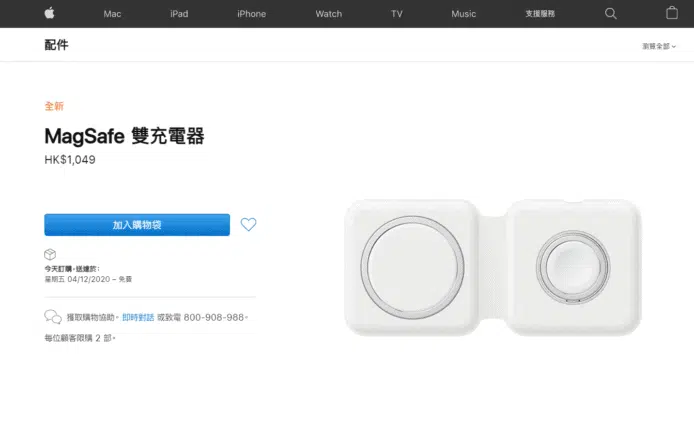 Mac iPad iPhone Watch TV Music 支援服務
配件
瀏覽全部
全新
MagSafe 雙充電器
HK$1,049
加入購物袋
今天訂購，送達於：
星期五 04/12/2020 – 免費
獲取購物協助。 即時對話 或致電 800-908-988。
每位顧客限購 2 部。